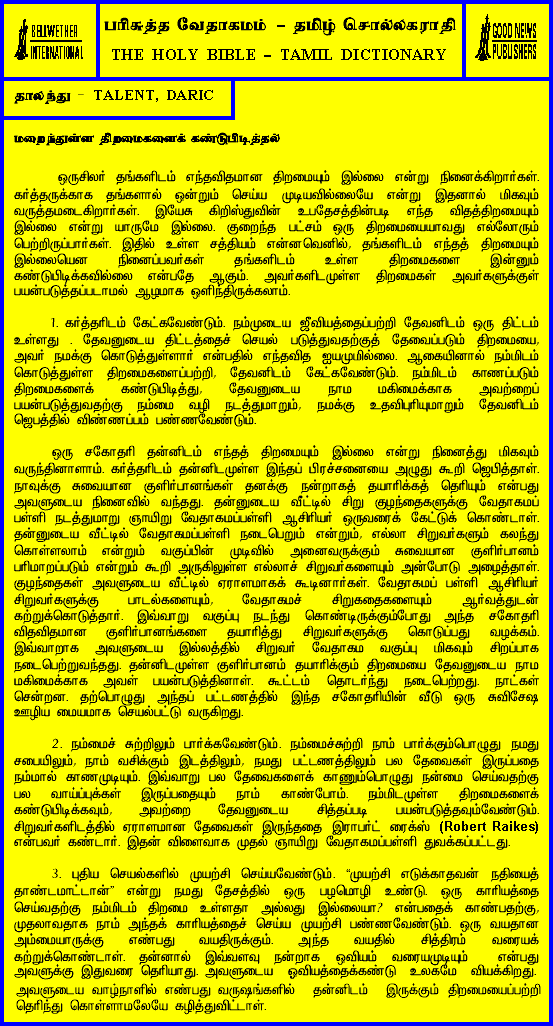 BELLWETHER
INTERNATIONAL
பரிசுத்த வேதாகமம் – தமிழ் சொல்லகராதி
THE HOLY BIBLE – TAMIL DICTIONARY
GOOD NEWS
PUBLISHERS
தாலந்து – TALENT, DARIC
மறைந்துள்ள திறமைகளைக் கண்டுபிடித்தல்
ஒருசிலர் தங்களிடம் எந்தவிதமான திறமையும் இல்லை என்று நினைக்கிறார்கள்.
கர்த்தருக்காக தங்களால் ஒன்றும் செய்ய முடியவில்லையே என்று இதனால் மிகவும்
வருத்தமடைகிறார்கள். இயேசு கிறிஸ்துவின் உபதேசத்தின்படி எந்த விதத்திறமையும்
இல்லை என்று யாருமே இல்லை. குறைந்த பட்சம் ஒரு திறமையையாவது எல்லோரும்
பெற்றிருப்பார்கள். இதில் உள்ள சத்தியம் என்னவெனில், தங்களிடம் எந்தத் திறமையும்
இல்லையென நினைப்பவர்கள் தங்களிடம் உள்ள திறமைகளை இன்னும்
கண்டுபிடிக்கவில்லை என்பதே ஆகும். அவர்களிடமுள்ள திறமைகள் அவர்களுக்குள்
பயன்படுத்தப்படாமல் ஆழமாக ஒளிந்திருக்கலாம்.
1. கர்த்தரிடம் கேட்கவேண்டும். நம்முடைய ஜீவியத்தைப்பற்றி தேவனிடம் ஒரு திட்டம்
உள்ளது . தேவனுடைய திட்டத்தைச் செயல் படுத்துவதற்குத் தேவைப்படும் திறமையை,
அவர் நமக்கு கொடுத்துள்ளார் என்பதில் எந்தவித ஐயமுமில்லை. ஆகையினால் நம்மிடம்
கொடுத்துள்ள திறமைகளைப்பற்றி, தேவனிடம் கேட்கவேண்டும். நம்மிடம் காணப்படும்
திறமைகளைக் கண்டுபிடித்து, தேவனுடைய நாம மகிமைக்காக அவற்றைப்
பயன்படுத்துவதற்கு நம்மை வழி நடத்துமாறும், நமக்கு உதவிபுரியுமாறும் தேவனிடம்
ஜெபத்தில் விண்ணப்பம் பண்ணவேண்டும்.
ஒரு சகோதரி தன்னிடம் எந்தத் திறமையும் இல்லை என்று நினைத்து மிகவும்
வருந்தினாளாம். கர்த்தரிடம் தன்னிடமுள்ள இந்தப் பிரச்சனையை அழுது கூறி ஜெபித்தாள்.
நாவுக்கு சுவையான குளிர்பானங்கள் தனக்கு நன்றாகத் தயாரிக்கத் தெரியும் என்பது
அவளுடைய நினைவில் வந்தது. தன்னுடைய வீட்டில் சிறு குழந்தைகளுக்கு வேதாகமப்
பள்ளி நடத்துமாறு ஞாயிறு வேதாகமப்பள்ளி ஆசிரியர் ஒருவரைக் கேட்டுக் கொண்டாள்.
தன்னுடைய வீட்டில் வேதாகமப்பள்ளி நடைபெறும் என்றும், எல்லா சிறுவர்களும் கலந்து
கொள்ளலாம் என்றும் வகுப்பின் முடிவில் அனைவருக்கும் சுவையான குளிர்பானம்
பரிமாறப்படும் என்றும் கூறி அருகிலுள்ள எல்லாச் சிறுவர்களையும் அன்போடு அழைத்தாள்.
குழந்தைகள் அவளுடைய வீட்டில் ஏராளமாகக் கூடினார்கள். வேதாகமப் பள்ளி ஆசிரியர்
சிறுவர்களுக்கு பாடல்களையும், வேதாகமச் சிறுகதைகளையும் ஆர்வத்துடன்
கற்றுக்கொடுத்தார். இவ்வாறு வகுப்பு நடந்து கொண்டிருக்கும்போது அந்த சகோதரி
விதவிதமான குளிர்பானங்களை தயாரித்து சிறுவர்களுக்கு கொடுப்பது வழக்கம்.
இவ்வாறாக அவளுடைய இல்லத்தில் சிறுவர் வேதாகம வகுப்பு மிகவும் சிறப்பாக
நடைபெற்றுவந்தது. தன்னிடமுள்ள குளிர்பானம் தயாரிக்கும் திறமையை தேவனுடைய நாம
மகிமைக்காக அவள் பயன்படுத்தினாள். கூட்டம் தொடர்ந்து நடைபெற்றது. நாட்கள்
சென்றன. தற்பொழுது அந்தப் பட்டணத்தில் இந்த சகோதரியின் வீடு ஒரு சுவிசேஷ
ஊழிய மையமாக செயல்பட்டு வருகிறது.
2. நம்மைச் சுற்றிலும் பார்க்கவேண்டும். நம்மைச்சுற்றி நாம் பார்க்கும்பொழுது நமது
சபையிலும், நாம் வசிக்கும் இடத்திலும், நமது பட்டணத்திலும் பல தேவைகள் இருப்பதை
நம்மால் காணமுடியும். இவ்வாறு பல தேவைகளைக் காணும்பொழுது நன்மை செய்வதற்கு
பல வாய்ப்புக்கள் இருப்பதையும் நாம் காண்போம். நம்மிடமுள்ள திறமைகளைக்
கண்டுபிடிக்கவும், அவற்றை தேவனுடைய சித்தப்படி பயன்படுத்தவும்வேண்டும்.
சிறுவர்களிடத்தில் ஏராளமான தேவைகள் இருந்ததை இராபர்ட் ரைக்ஸ் (Robert Raikes)
என்பவர் கண்டார். இதன் விளைவாக முதல் ஞாயிறு வேதாகமப்பள்ளி துவக்கப்பட்டது.
3. புதிய செயல்களில் முயற்சி செய்யவேண்டும். “முயற்சி எடுக்காதவன் நதியைத்
தாண்டமாட்டான்” என்று நமது தேசத்தில் ஒரு பழமொழி உண்டு. ஒரு காரியத்தை
செய்வதற்கு நம்மிடம் திறமை உள்ளதா அல்லது இல்லையா? என்பதைக் காண்பதற்கு,
முதலாவதாக நாம் அந்தக் காரியத்தைச் செய்ய முயற்சி பண்ணவேண்டும். ஒரு வயதான
அம்மையாருக்கு எண்பது வயதிருக்கும். அந்த வயதில் சித்திரம் வரையக்
கற்றுக்கொண்டாள். தன்னால் இவ்வளவு நன்றாக ஓவியம் வரையமுடியும் என்பது
அவளுக்கு இதுவரை தெரியாது. அவளுடைய ஓவியத்தைக்கண்டு உலகமே வியக்கிறது.
அவளுடைய வாழ்நாளில் எண்பது வருஷங்களில் தன்னிடம் இருக்கும் திறமையைப்பற்றி
தெரிந்து கொள்ளாமலேயே கழித்துவிட்டாள்.